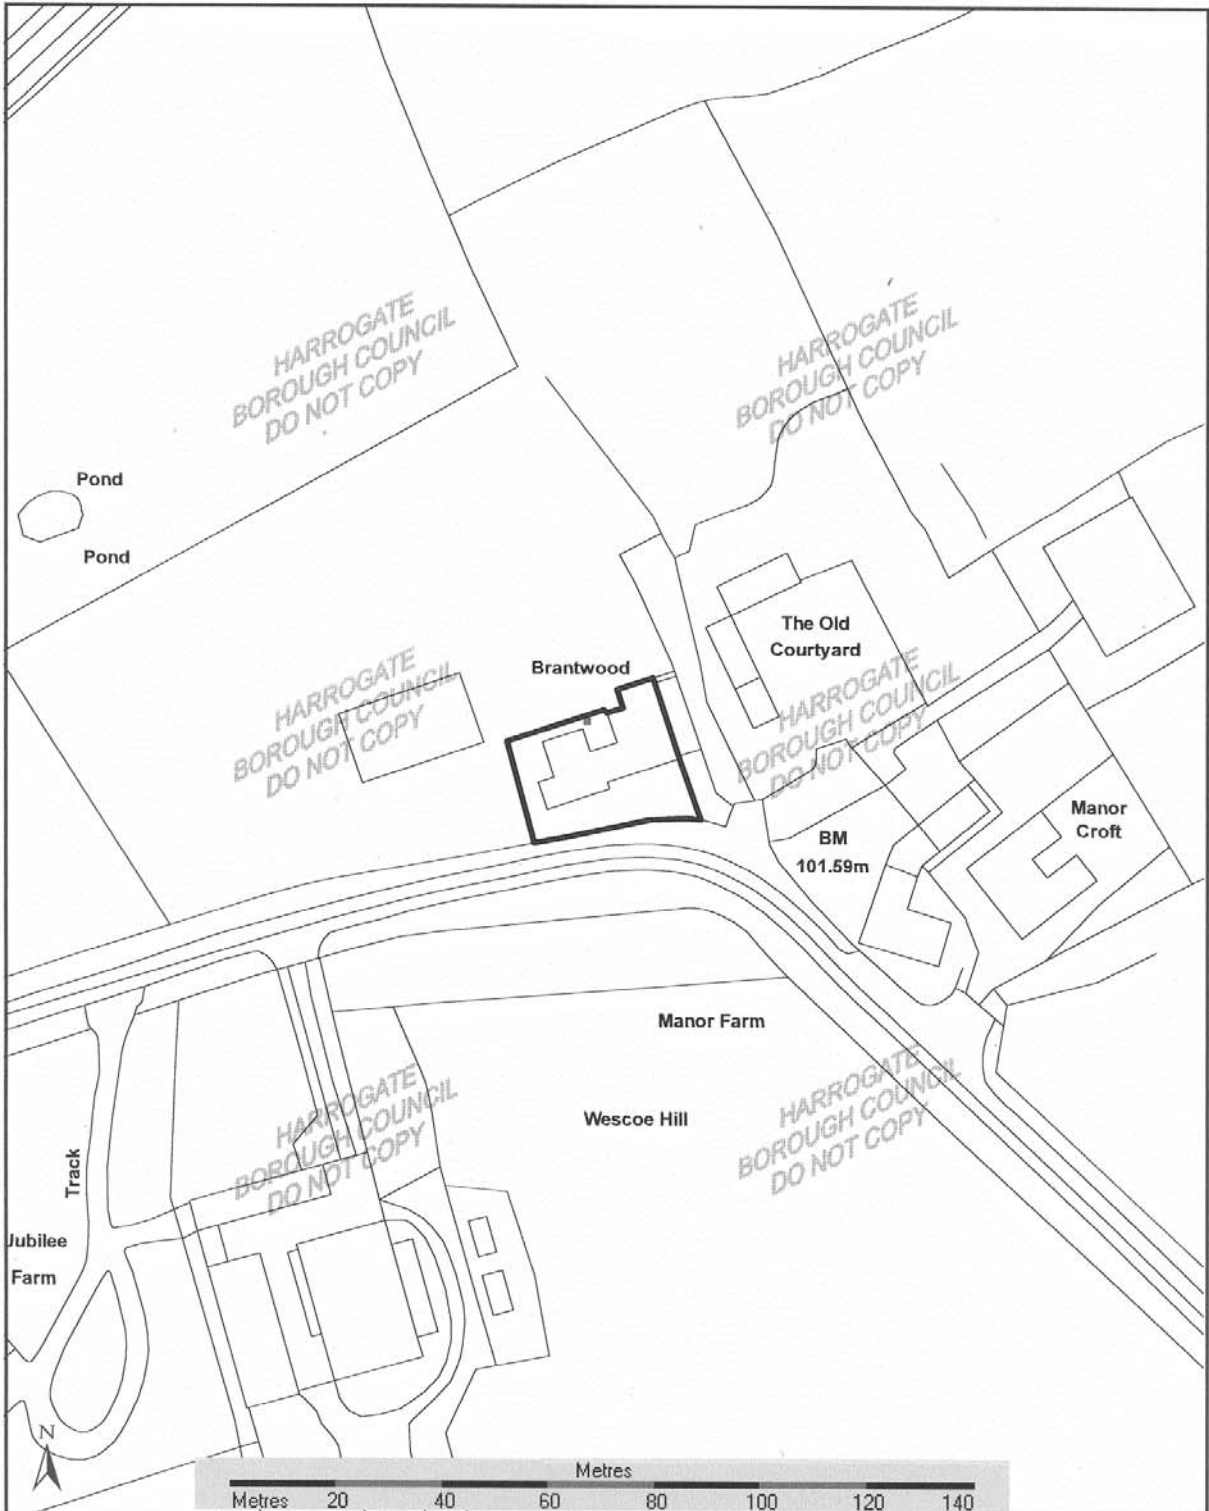 HARROGATE
BOROUGH COUNCIL
DO NOT COPY
HARROGATE
BOROUGH COUNCIL
DO NOT COPY
Pond
Pond
The Old
Courtyard
Brantwood
HARROGATE
BOROUGH COUNCIL
DO NOT COPY
HARROGATE
BOROUGH COUNCIL
DO NOT COPY
Manor
Croft
BM
101.59m
Manor Farm
HARROGATE
BOROUGH COUNCIL
DO NOT COPY
HARROGATE
BOROUGH COUNCIL
DO NOT COPY
Wescoe Hill
Track
Jubilee
Farm
N
Metres
Metres 20 40 60 80 100 120 140